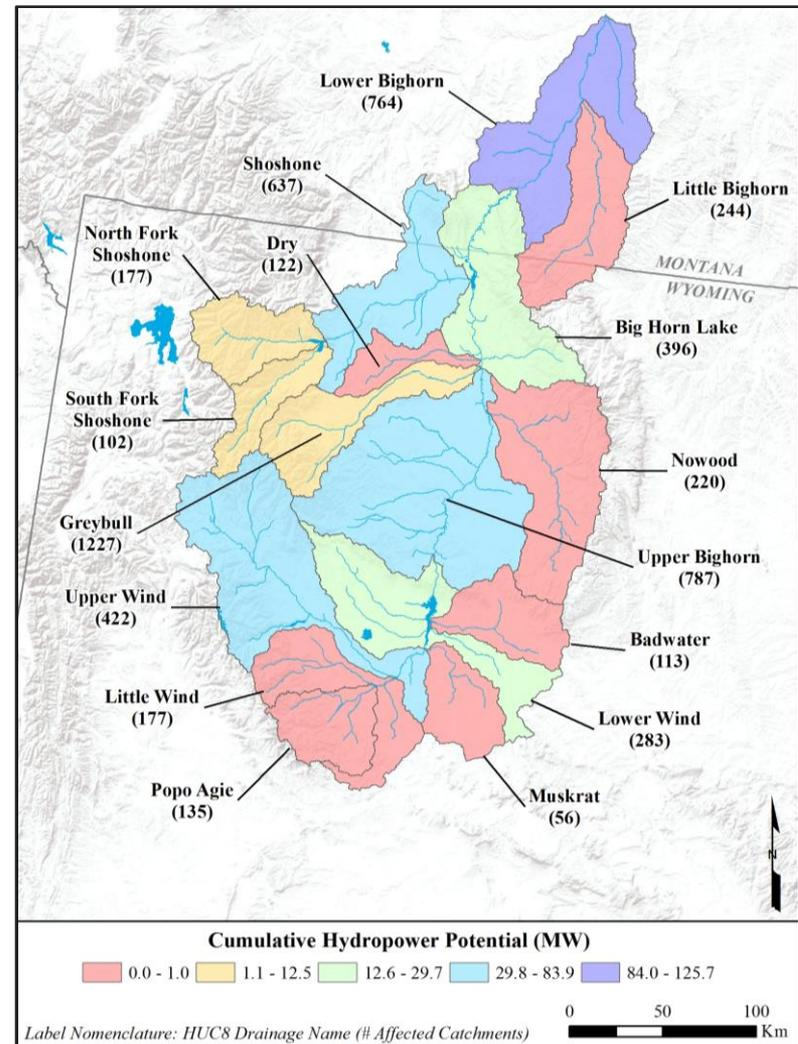 Lower Bighorn
(764)
Shoshone
(637)
Little Bighorn
(244)
North Fork
Shoshone
(177)
Dry
(122)
MONTANA
WYOMING
Big Horn Lake
(396)
South Fork
Shoshone
(102)
Nowood
(220)
Greybull
(1227)
Upper Bighorn
(787)
Upper Wind
(422)
Badwater
(113)
Little Wind
(177)
Lower Wind
(283)
Popo Agie
(135)
Muskrat
(56)
N
Cumulative Hydropower Potential (MW)
0.0 - 1.0 1.1 - 12.5 12.6 - 29.7 29.8 - 83.9 84.0 - 125.7
0 50 100
Km
Label Nomenclature: HUC8 Drainage Name (# Affected Catchments)